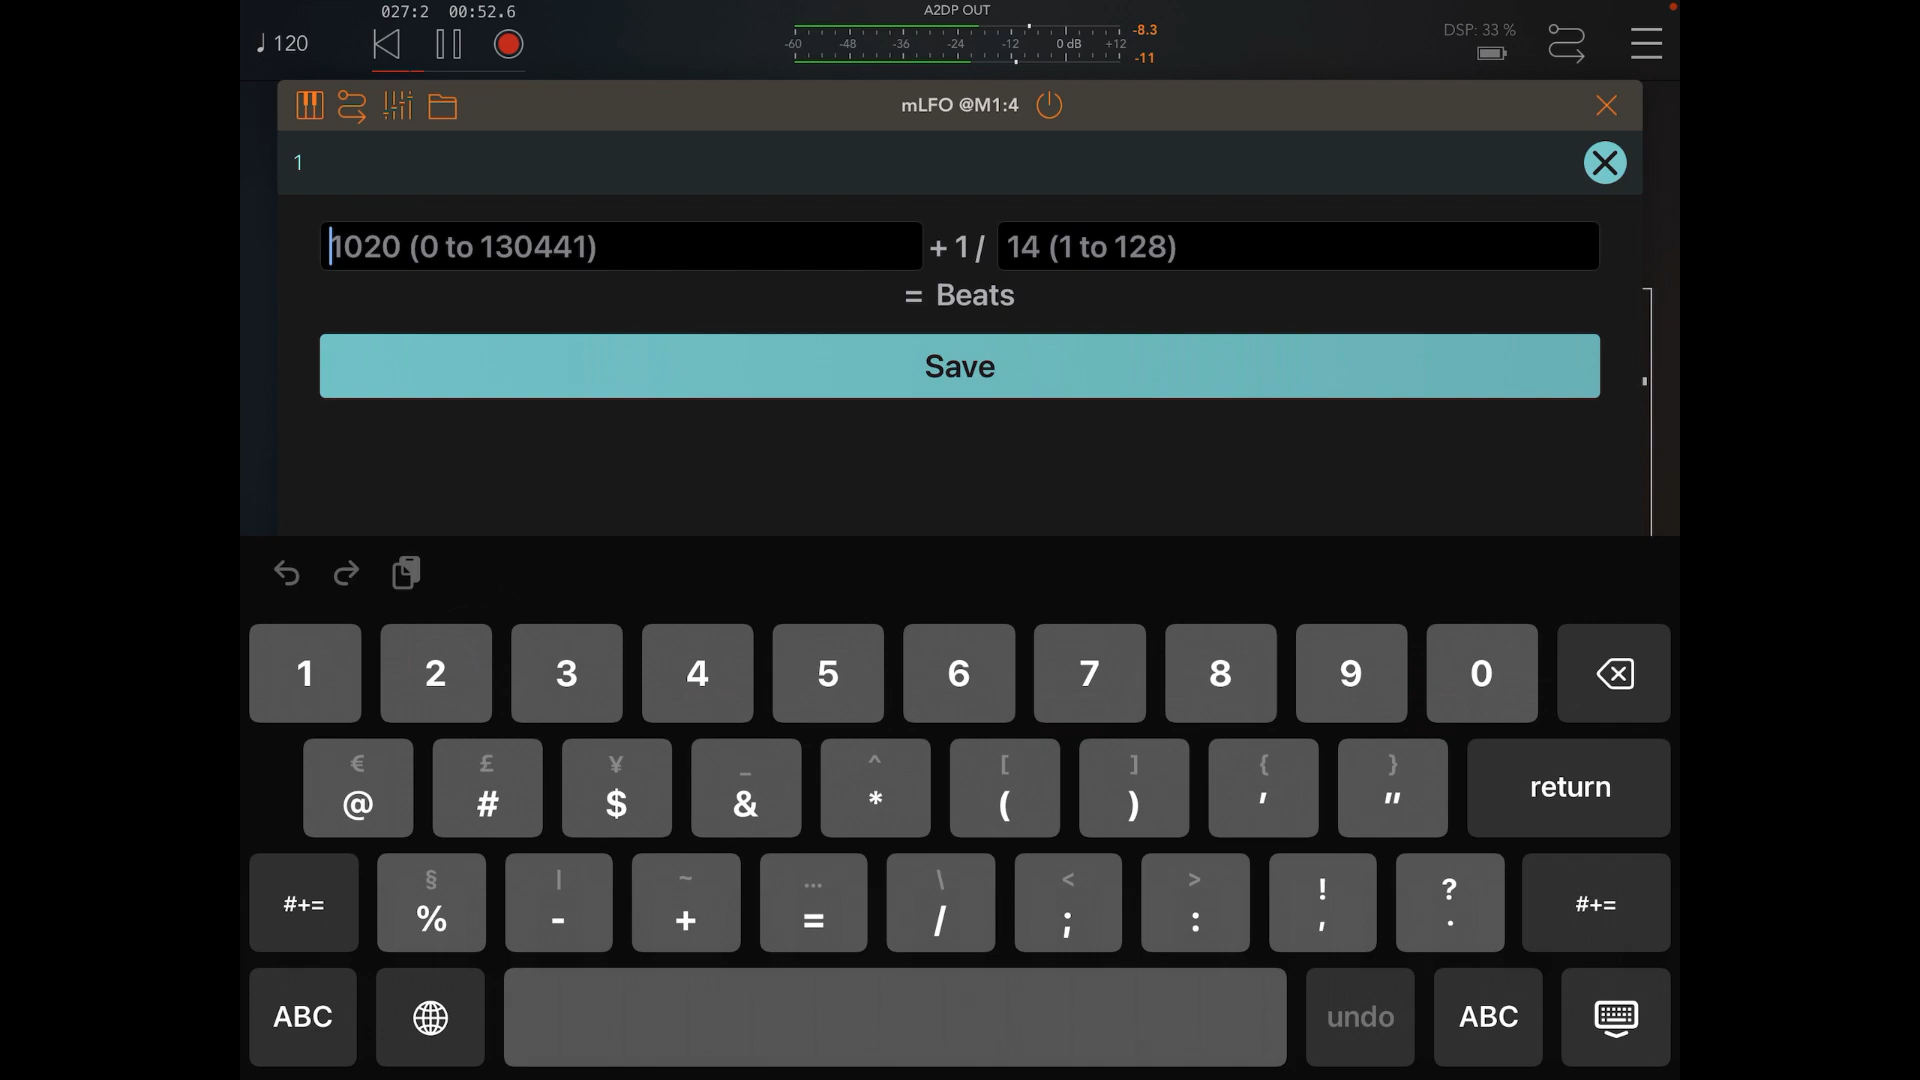 027:2 00:52.6
A2DP OUT
120
-60 -48 -36 -24 -12 0 dB +12
-8.3
-11
DSP: 33 %
mLFO @M1:4
1
1020 (0 to 130441) + 1 / 14 (1 to 128)
= Beats
Save
1 2 3 4 5 6 7 8 9 0
€ £ ¥ _ ^ [ ] { }
@ # $ & * ( ) ' " return
§ | ~ … \ < > ! ?
#+= % - + = / ; : , . #+=
ABC undo ABC